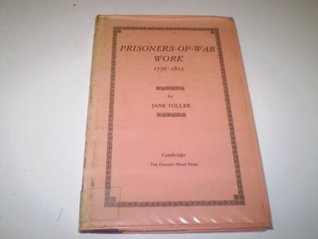 PRISONERS-OF-WAR
WORK
1756-1815
by
JANE TOLLER
Cambridge
THE GOLDEN HEAD PRESS